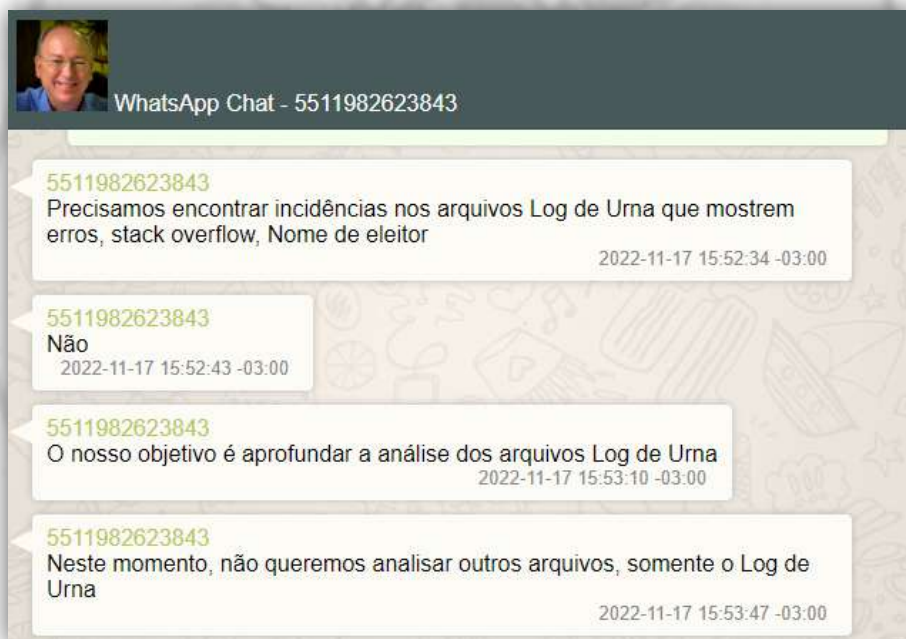 WhatsApp Chat - 5511982623843
5511982623843
Precisamos encontrar incidências nos arquivos Log de Urna que mostrem
erros, stack overflow, Nome de eleitor
2022-11-17 15:52:34 -03:00
5511982623843
Não
2022-11-17 15:52:43 -03:00
5511982623843
O nosso objetivo é aprofundar a análise dos arquivos Log de Urna
2022-11-17 15:53:10 -03:00
5511982623843
Neste momento, não queremos analisar outros arquivos, somente o Log de
Urna
2022-11-17 15:53:47 -03:00